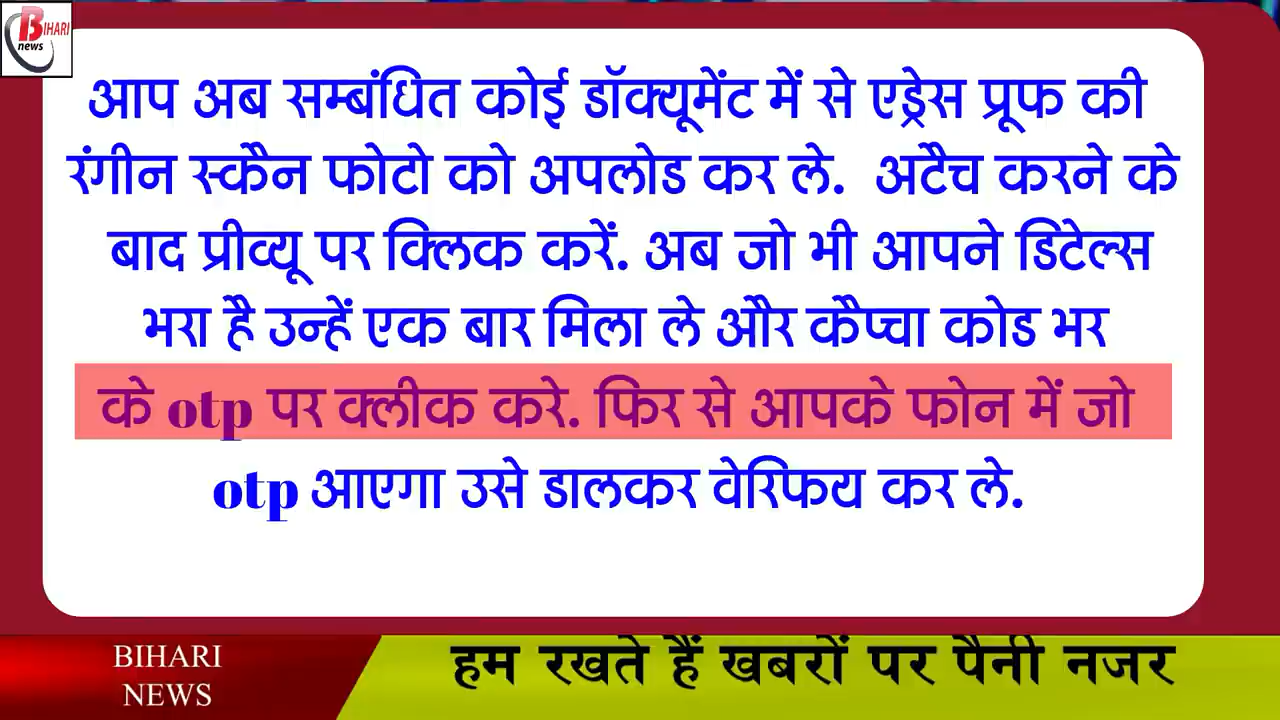 BIHARI
news
आप अब सम्बंधित कोई डॉक्यूमेंट में से एड्रेस प्रूफ की
रंगीन स्कैन फोटो को अपलोड कर ले. अटैच करने के
बाद प्रीव्यू पर क्लिक करें. अब जो भी आपने डिटेल्स
भरा है उन्हें एक बार मिला ले और कैप्चा कोड भर
के otp पर क्लीक करे. फिर से आपके फोन में जो
otp आएगा उसे डालकर वेरिफय कर ले.
BIHARI
NEWS
हम रखते हैं खबरों पर पैनी नजर